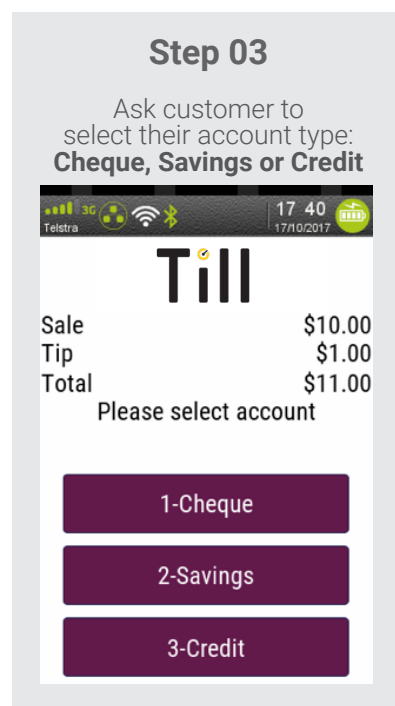 Step 03
Ask customer to
select their account type:
Cheque, Savings or Credit
3G 17 40
Telstra 17/10/2017
Till
Sale $10.00
Tip $1.00
Total $11.00
Please select account
1-Cheque
2-Savings
3-Credit